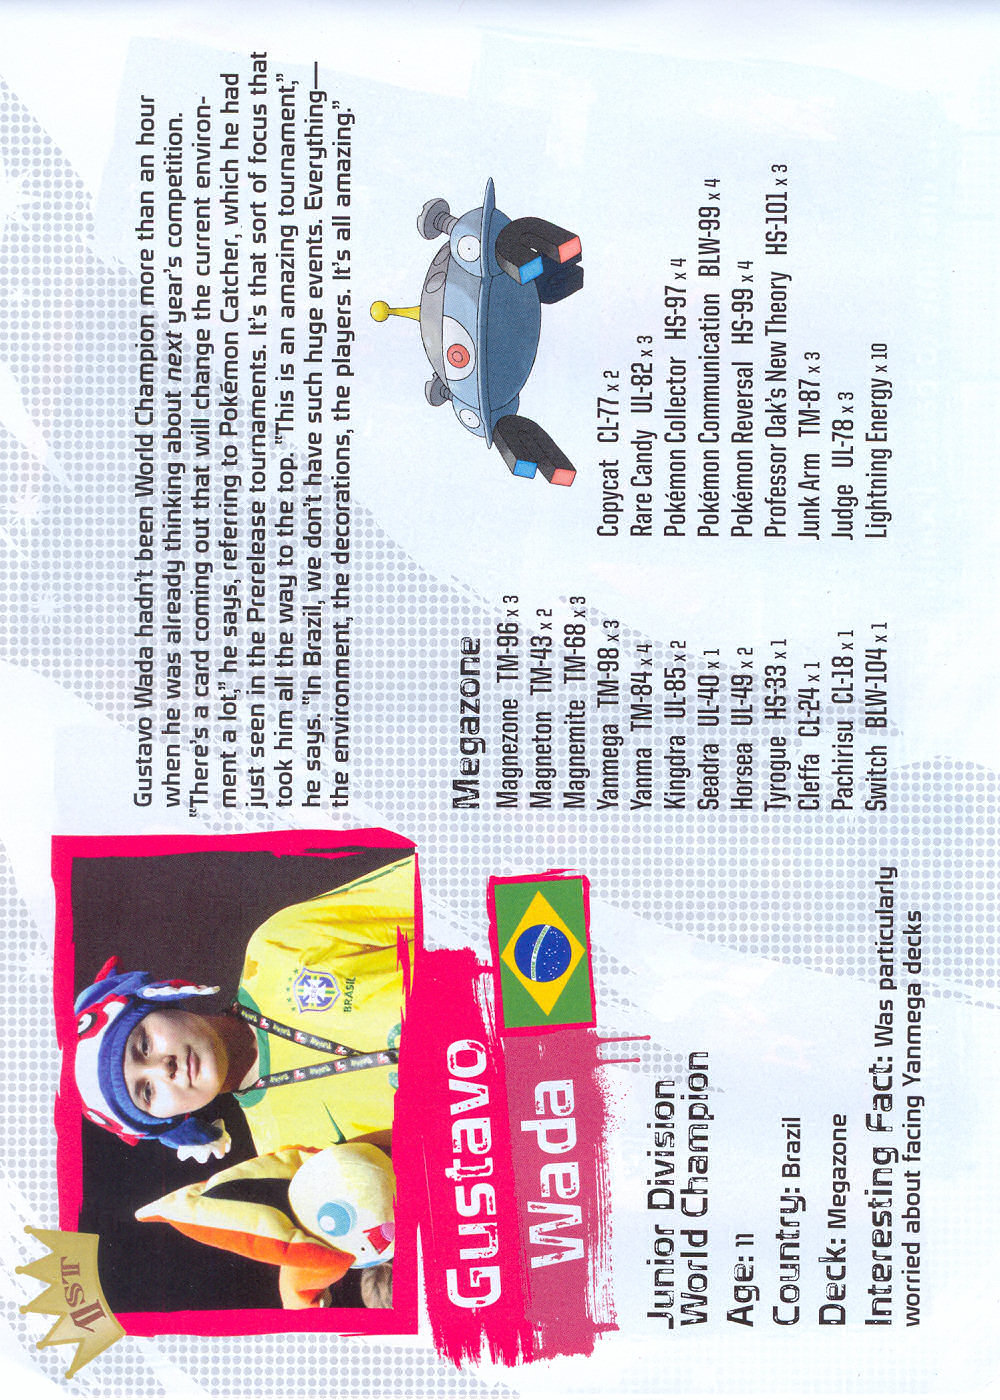 1ST
BRASIL
Gustavo
Wada
Junior Division
World Champion
Age: 11
Country: Brazil
Deck: Megazone
Interesting Fact: Was particularly
worried about facing Yanmega decks
Gustavo Wada hadn't been World Champion more than an hour
when he was already thinking about next year's competition.
"There's a card coming out that will change the current environ-
ment a lot," he says, referring to Pokémon Catcher, which he had
just seen in the Prerelease tournaments. It's that sort of focus that
took him all the way to the top. "This is an amazing tournament,"
he says. "In Brazil, we don't have such huge events. Everything—
the environment, the decorations, the players. It's all amazing."
Megazone
Magnezone TM-96 x 3
Magneton TM-43 x 2
Magnemite TM-68 x 3
Yanmega TM-98 x 3
Yanma TM-84 x 4
Kingdra UL-85 x 2
Seadra UL-40 x 1
Horsea UL-49 x 2
Tyrogue HS-33 x 1
Cleffa CL-24 x 1
Pachirisu CL-18 x 1
Switch BLW-104 x 1
Copycat CL-77 x 2
Rare Candy UL-82 x 3
Pokémon Collector HS-97 x 4
Pokémon Communication BLW-99 x 4
Pokémon Reversal HS-99 x 4
Professor Oak's New Theory HS-101 x 3
Junk Arm TM-87 x 3
Judge UL-78 x 3
Lightning Energy x 10